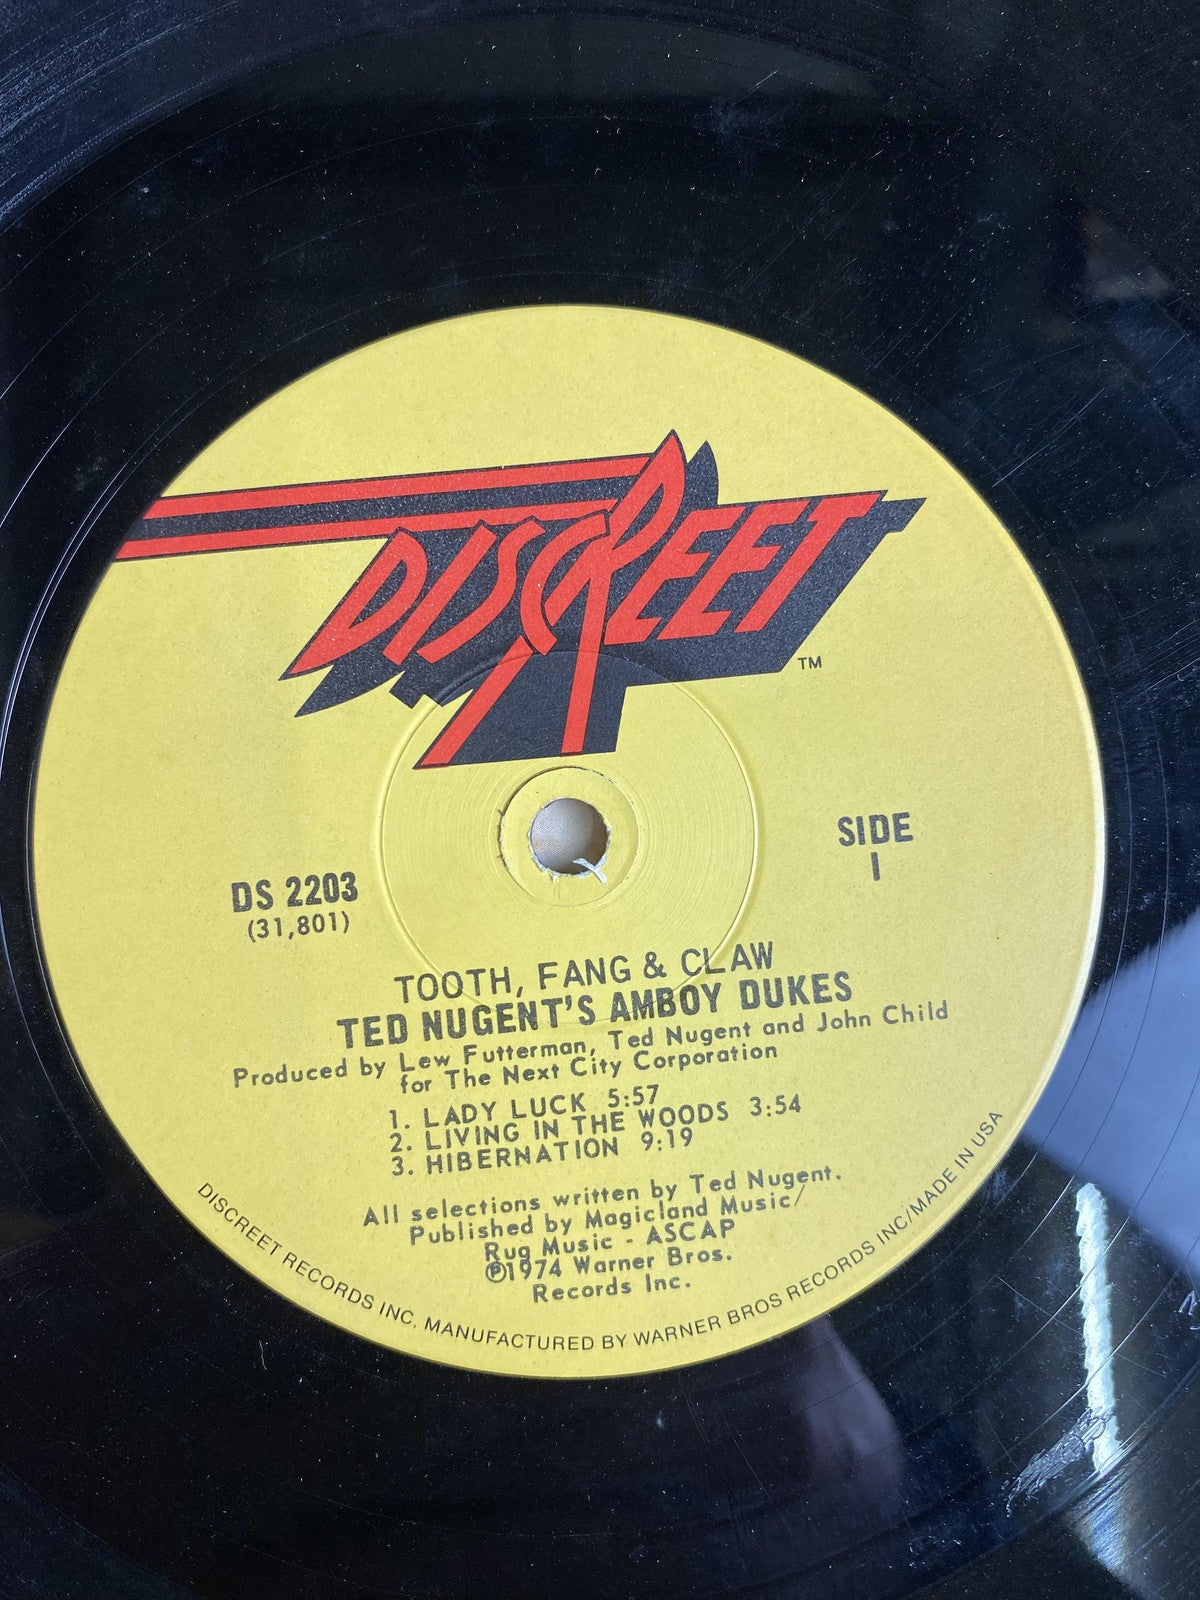 DISCREET
TM
SIDE
1
DS 2203
(31,801)
TOOTH, FANG & CLAW
TED NUGENT'S AMBOY DUKES
Produced by Lew Futterman, Ted Nugent and John Child
for The Next City Corporation
1. LADY LUCK 5:57
2. LIVING IN THE WOODS 3:54
3. HIBERNATION 9:19
All selections written by Ted Nugent.
Published by Magicland Music/
Rug Music - ASCAP
℗1974 Warner Bros.
Records Inc.
DISCREET RECORDS INC, MANUFACTURED BY WARNER BROS RECORDS INC/MADE IN USA